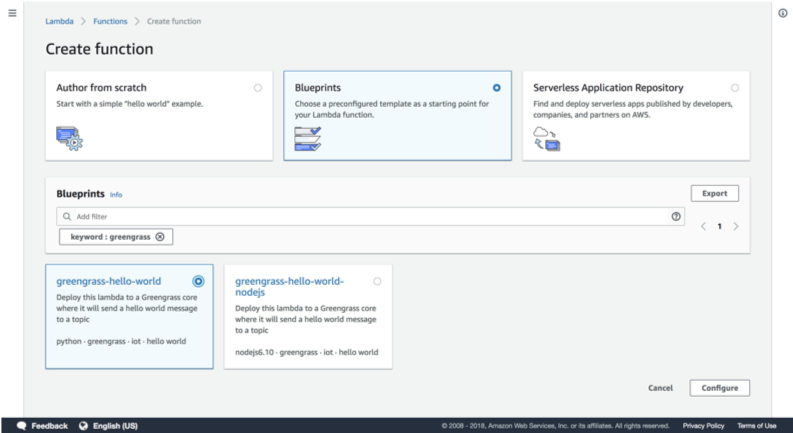 Lambda > Functions > Create function
Create function
Author from scratch
Start with a simple "hello world" example.
Blueprints
Choose a preconfigured template as a starting point for
your Lambda function.
Serverless Application Repository
Find and deploy serverless apps published by developers,
companies, and partners on AWS.
Blueprints Info
Export
Add filter
< 1 >
keyword : greengrass
greengrass-hello-world
Deploy this lambda to a Greengrass core
where it will send a hello world message
to a topic
python · greengrass · iot · hello world
greengrass-hello-world-
nodejs
Deploy this lambda to a Greengrass core
where it will send a hello world message
to a topic
nodejs6.10 · greengrass · iot · hello world
Cancel
Configure
Feedback
English (US)
© 2008 - 2018, Amazon Web Services, Inc. or its affiliates. All rights reserved.
Privacy Policy
Terms of Use